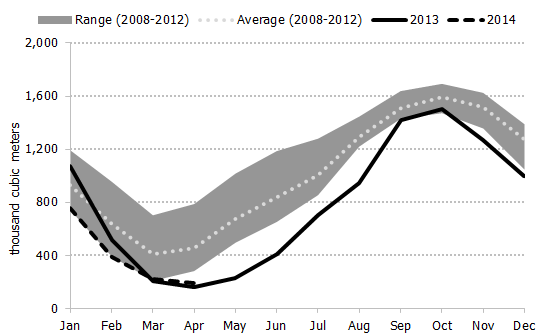 Range (2008-2012) Average (2008-2012) 2013 2014
2,000
1,600
1,200
800
400
0
thousand cubic meters
Jan Feb Mar Apr May Jun Jul Aug Sep Oct Nov Dec